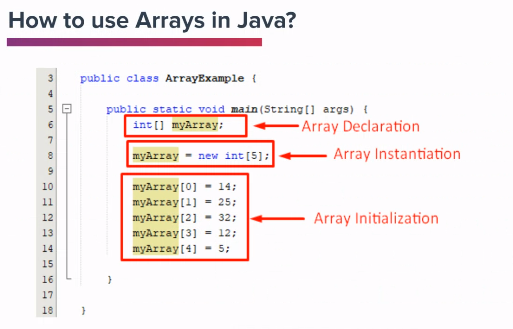 How to use Arrays in Java?
3 public class ArrayExample {
4
5 public static void main(String[] args) {
6 int[] myArray; Array Declaration
7
8 myArray = new int[5]; Array Instantiation
9
10 myArray[0] = 14;
11 myArray[1] = 25;
12 myArray[2] = 32; Array Initialization
13 myArray[3] = 12;
14 myArray[4] = 5;
15
16 }
17
18 }